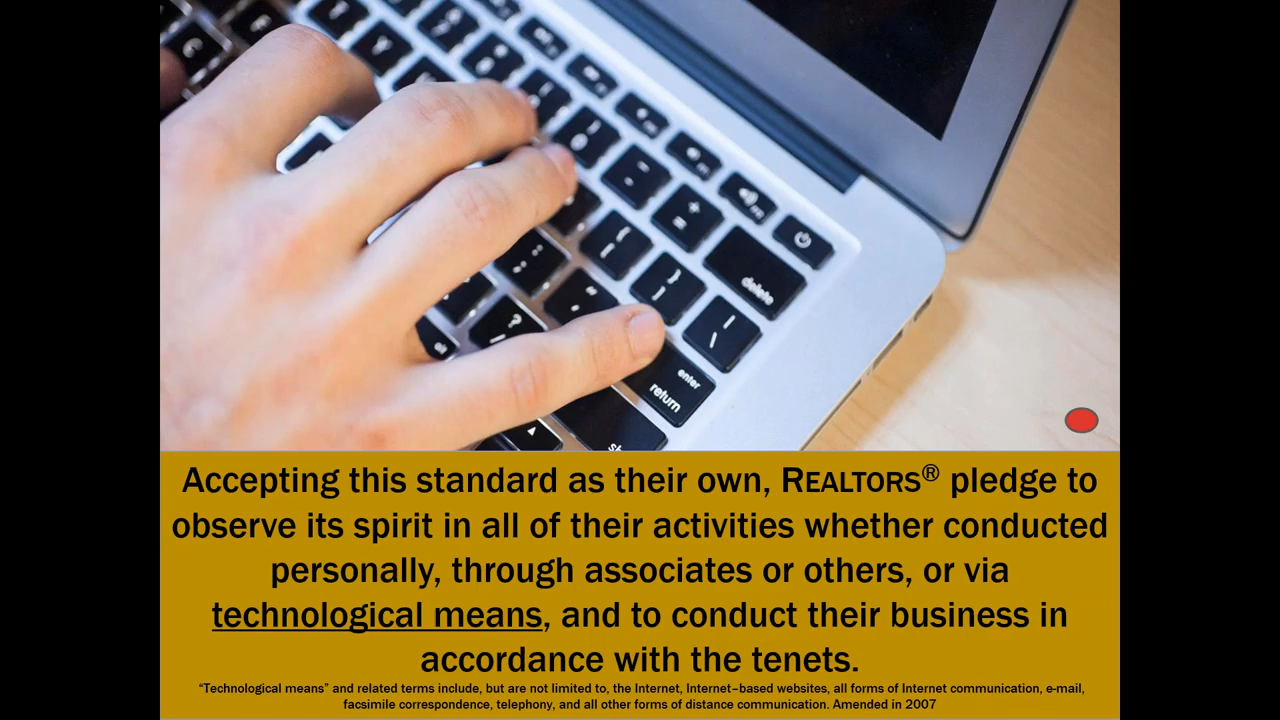 delete
enter
return
Accepting this standard as their own, REALTORS® pledge to
observe its spirit in all of their activities whether conducted
personally, through associates or others, or via
technological means, and to conduct their business in
accordance with the tenets.
“Technological means” and related terms include, but are not limited to, the Internet, Internet–based websites, all forms of Internet communication, e-mail,
facsimile correspondence, telephony, and all other forms of distance communication. Amended in 2007